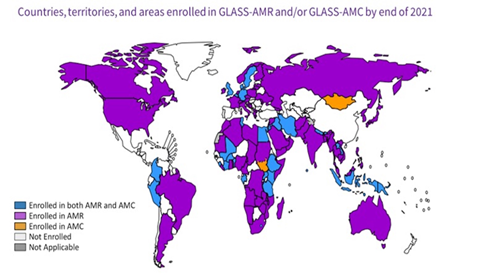 Countries, territories, and areas enrolled in GLASS-AMR and/or GLASS-AMC by end of 2021
Enrolled in both AMR and AMC
Enrolled in AMR
Enrolled in AMC
Not Enrolled
Not Applicable